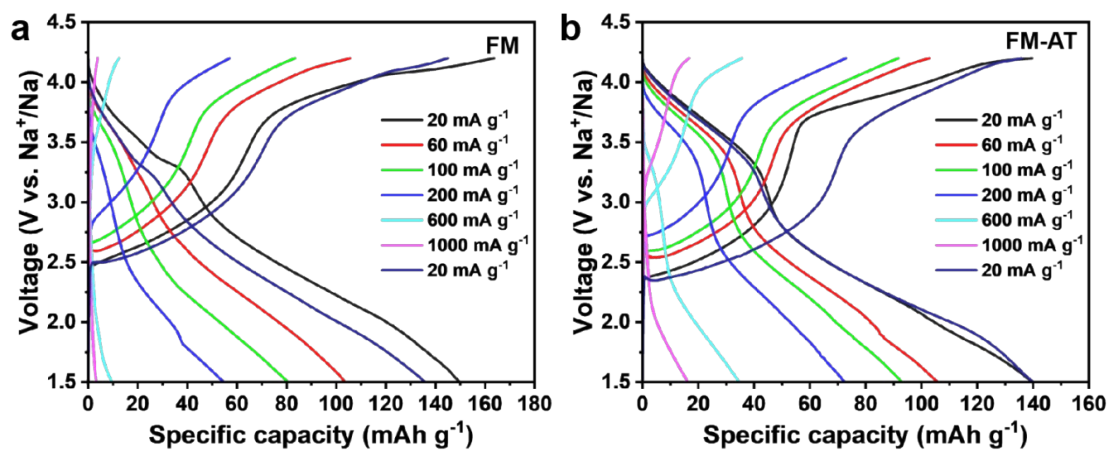 a
FM
4.5
4.0
3.5
3.0
2.5
2.0
1.5
Voltage (V vs. Na⁺/Na)
20 mA g⁻¹
60 mA g⁻¹
100 mA g⁻¹
200 mA g⁻¹
600 mA g⁻¹
1000 mA g⁻¹
20 mA g⁻¹
0 20 40 60 80 100 120 140 160 180
Specific capacity (mAh g⁻¹)
b
FM-AT
4.5
4.0
3.5
3.0
2.5
2.0
1.5
Voltage (V vs. Na⁺/Na)
20 mA g⁻¹
60 mA g⁻¹
100 mA g⁻¹
200 mA g⁻¹
600 mA g⁻¹
1000 mA g⁻¹
20 mA g⁻¹
0 20 40 60 80 100 120 140 160
Specific capacity (mAh g⁻¹)